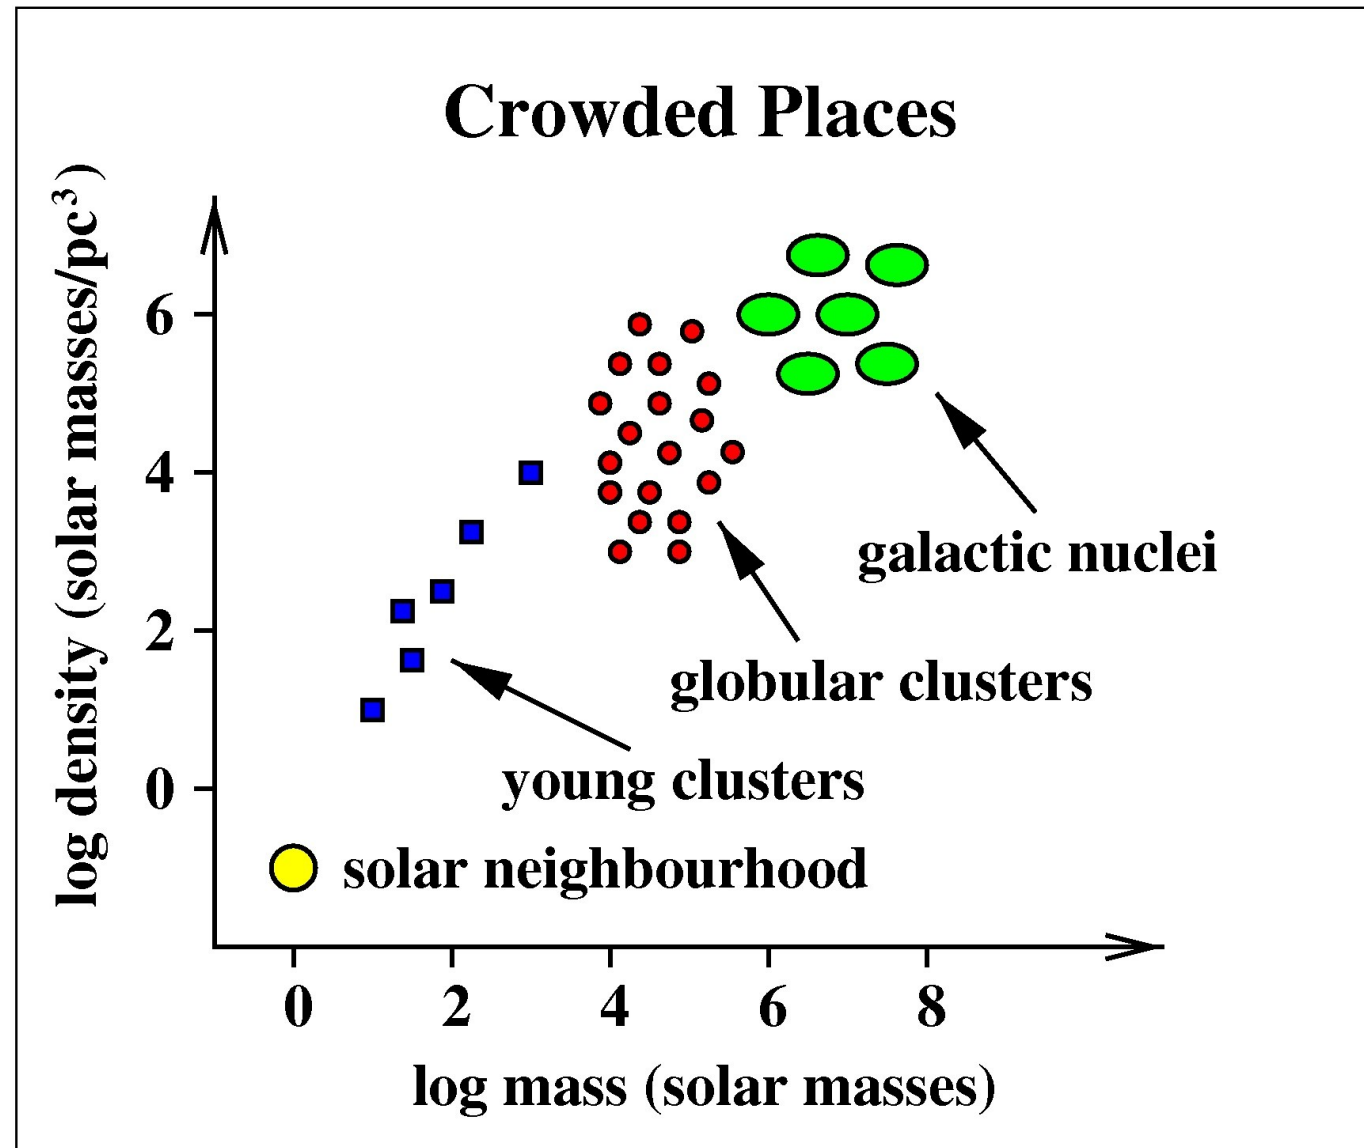 Crowded Places
log density (solar masses/pc³)
6
4
2
0
galactic nuclei
globular clusters
young clusters
solar neighbourhood
0 2 4 6 8
log mass (solar masses)